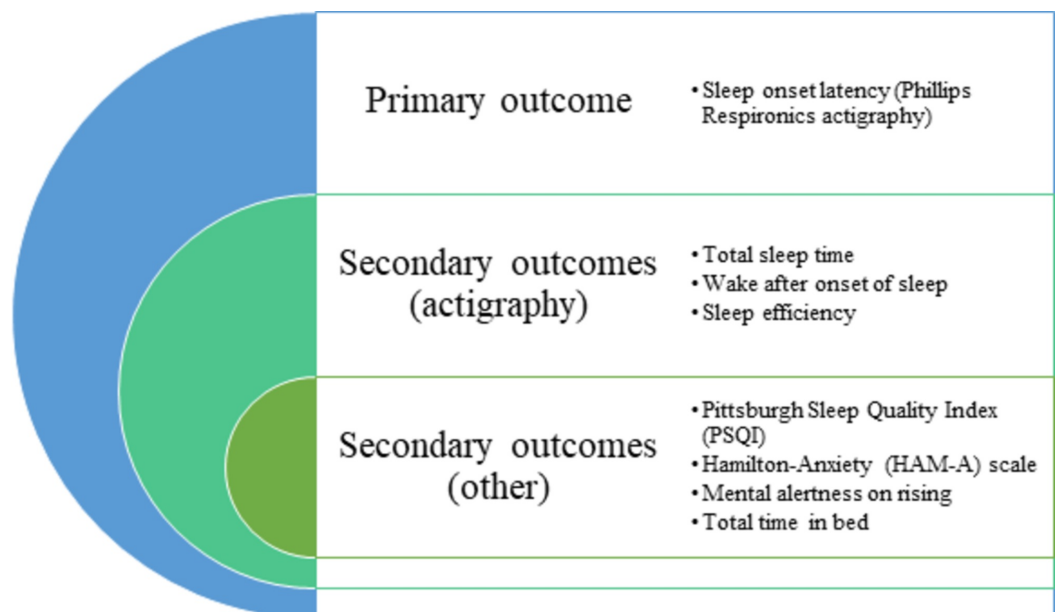 Primary outcome
• Sleep onset latency (Phillips
Respironics actigraphy)
Secondary outcomes
(actigraphy)
• Total sleep time
• Wake after onset of sleep
• Sleep efficiency
Secondary outcomes
(other)
• Pittsburgh Sleep Quality Index
(PSQI)
• Hamilton-Anxiety (HAM-A) scale
• Mental alertness on rising
• Total time in bed